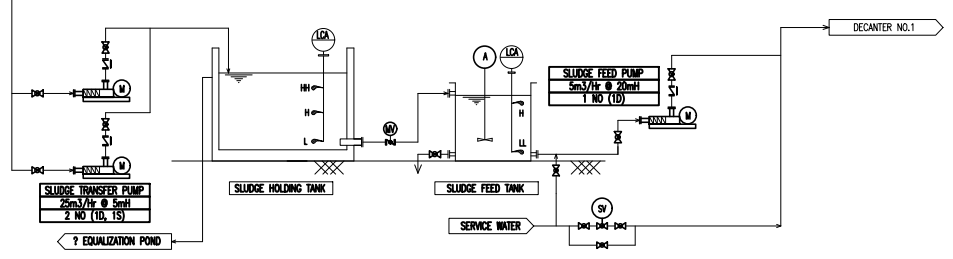 DECANTER NO.1
LCA
LCA
A
M
SLUDGE FEED PUMP
5m3/Hr @ 20mH
1 NO (1D)
HH
H
L
H
LL
MV
M
M
SLUDGE TRANSFER PUMP
25m3/Hr @ 5mH
2 NO (1D, 1S)
SLUDGE HOLDING TANK
SLUDGE FEED TANK
SV
SERVICE WATER
? EQUALIZATION POND